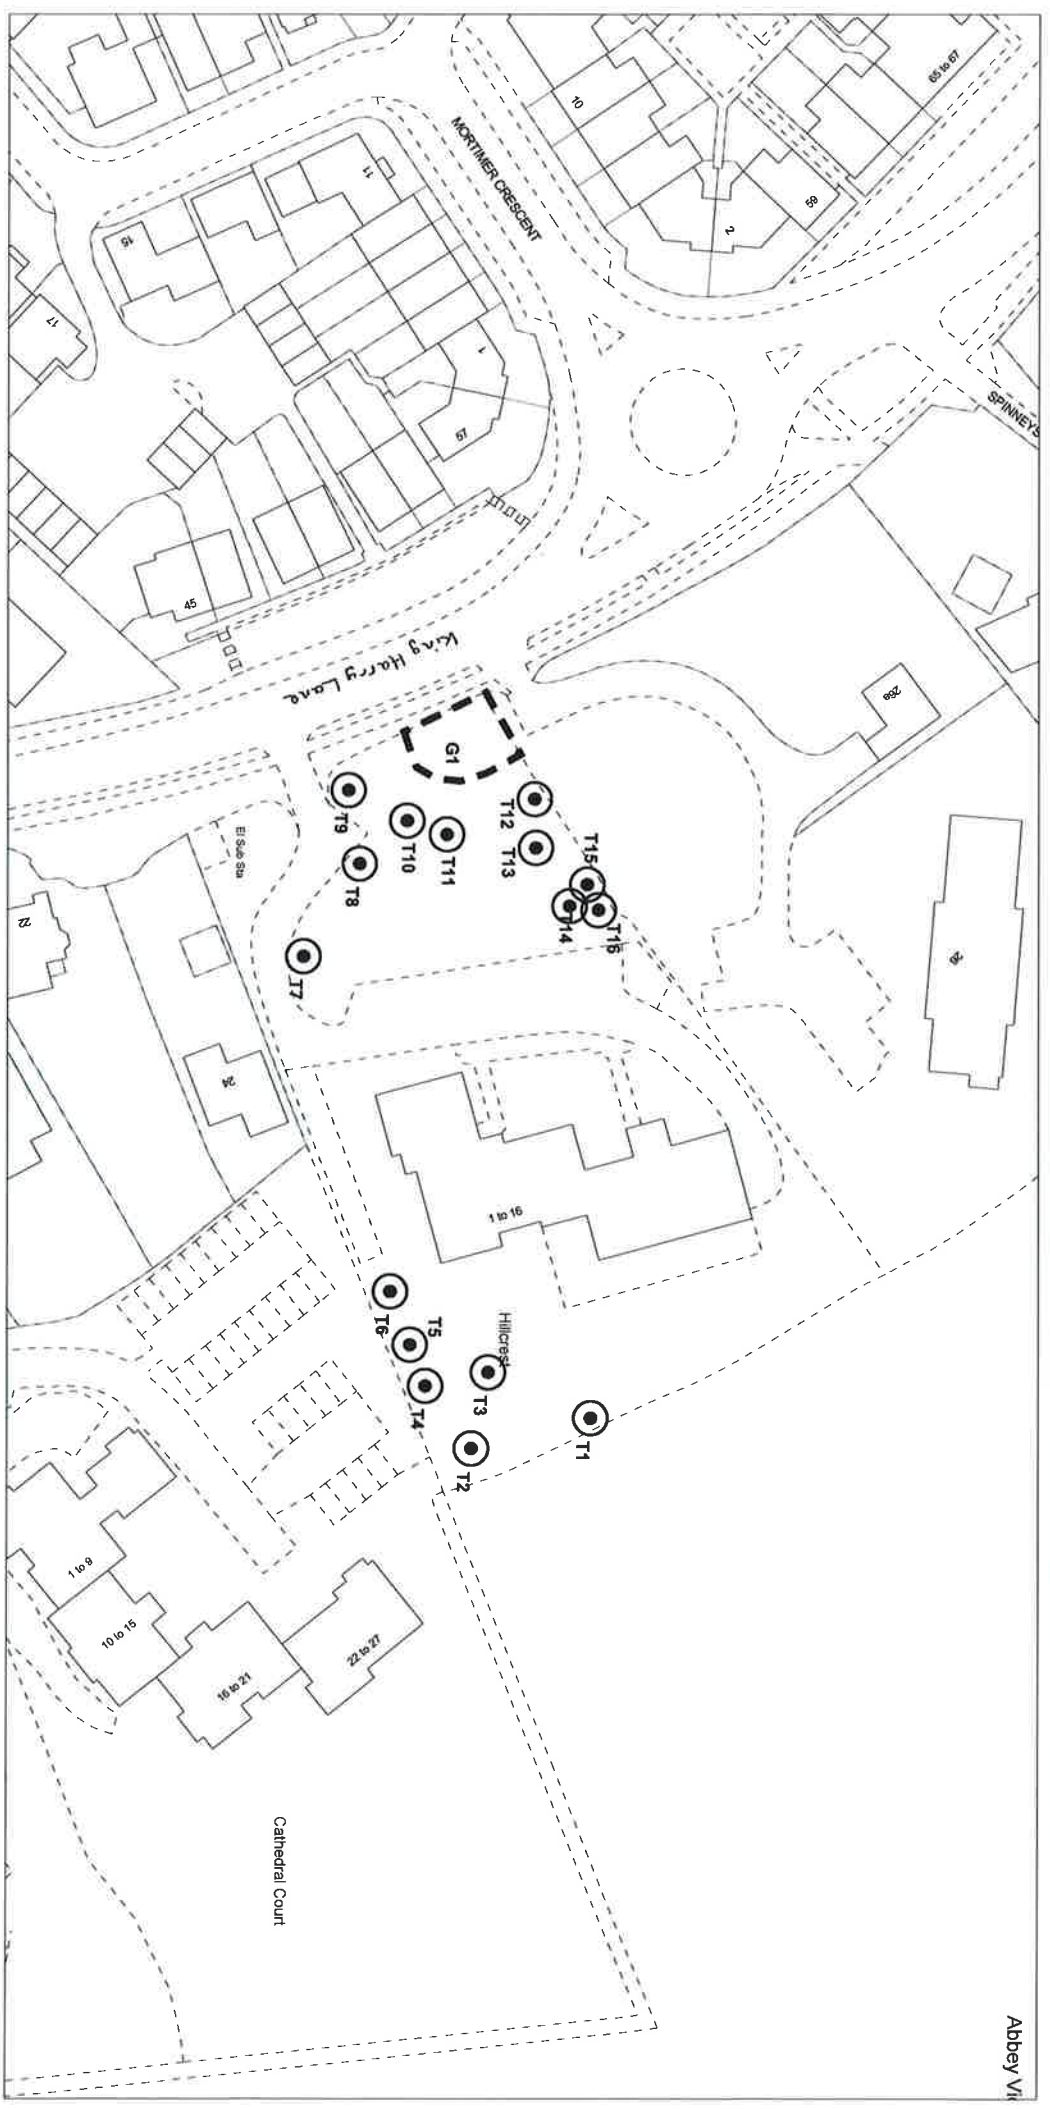 65 to 67
10
MORTIMER CRESCENT
11
59
2
15
17
1
SPINNEYS
57
45
King Harry Lane
26a
G1
T9
T12
T10
T11
T13
T15
El Sub Sta
T8
T14
T16
22
T7
26
24
1 to 16
T6
T5
Hillcrest
T4
T3
T1
T2
1 to 9
10 to 15
22 to 27
16 to 21
Cathedral Court
Abbey Vi